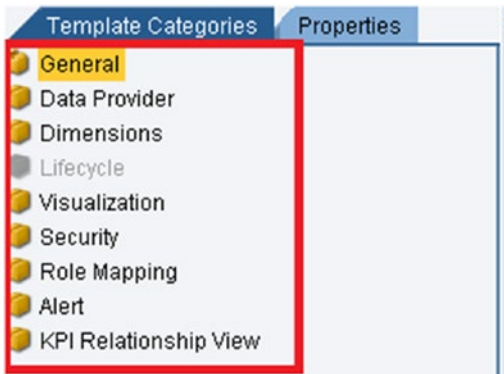 Template Categories Properties
General
Data Provider
Dimensions
Lifecycle
Visualization
Security
Role Mapping
Alert
KPI Relationship View